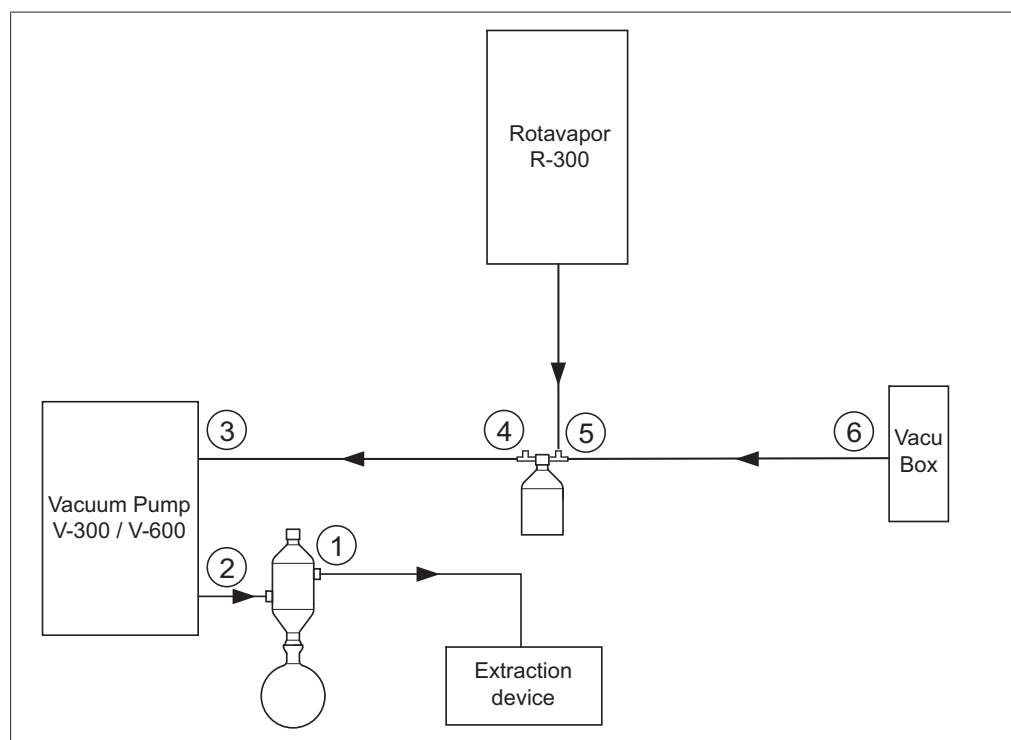 Rotavapor
R-300
3
4
5
6
Vacu
Box
Vacuum Pump
V-300 / V-600
2
1
Extraction
device